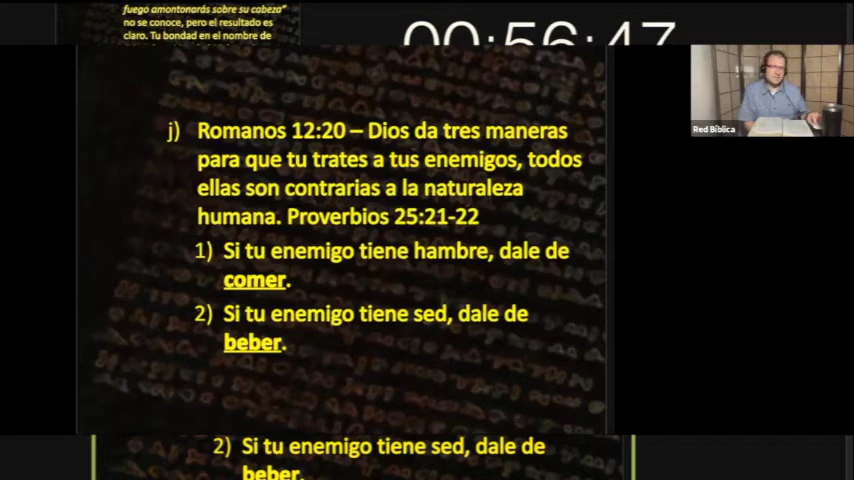 fuego amontonarás sobre su cabeza"
no se conoce, pero el resultado es
claro. Tu bondad en el nombre de
00:56:47
Red Bíblica
j) Romanos 12:20 – Dios da tres maneras
para que tu trates a tus enemigos, todos
ellas son contrarias a la naturaleza
humana. Proverbios 25:21-22
1) Si tu enemigo tiene hambre, dale de
comer.
2) Si tu enemigo tiene sed, dale de
beber.
2) Si tu enemigo tiene sed, dale de
beber.